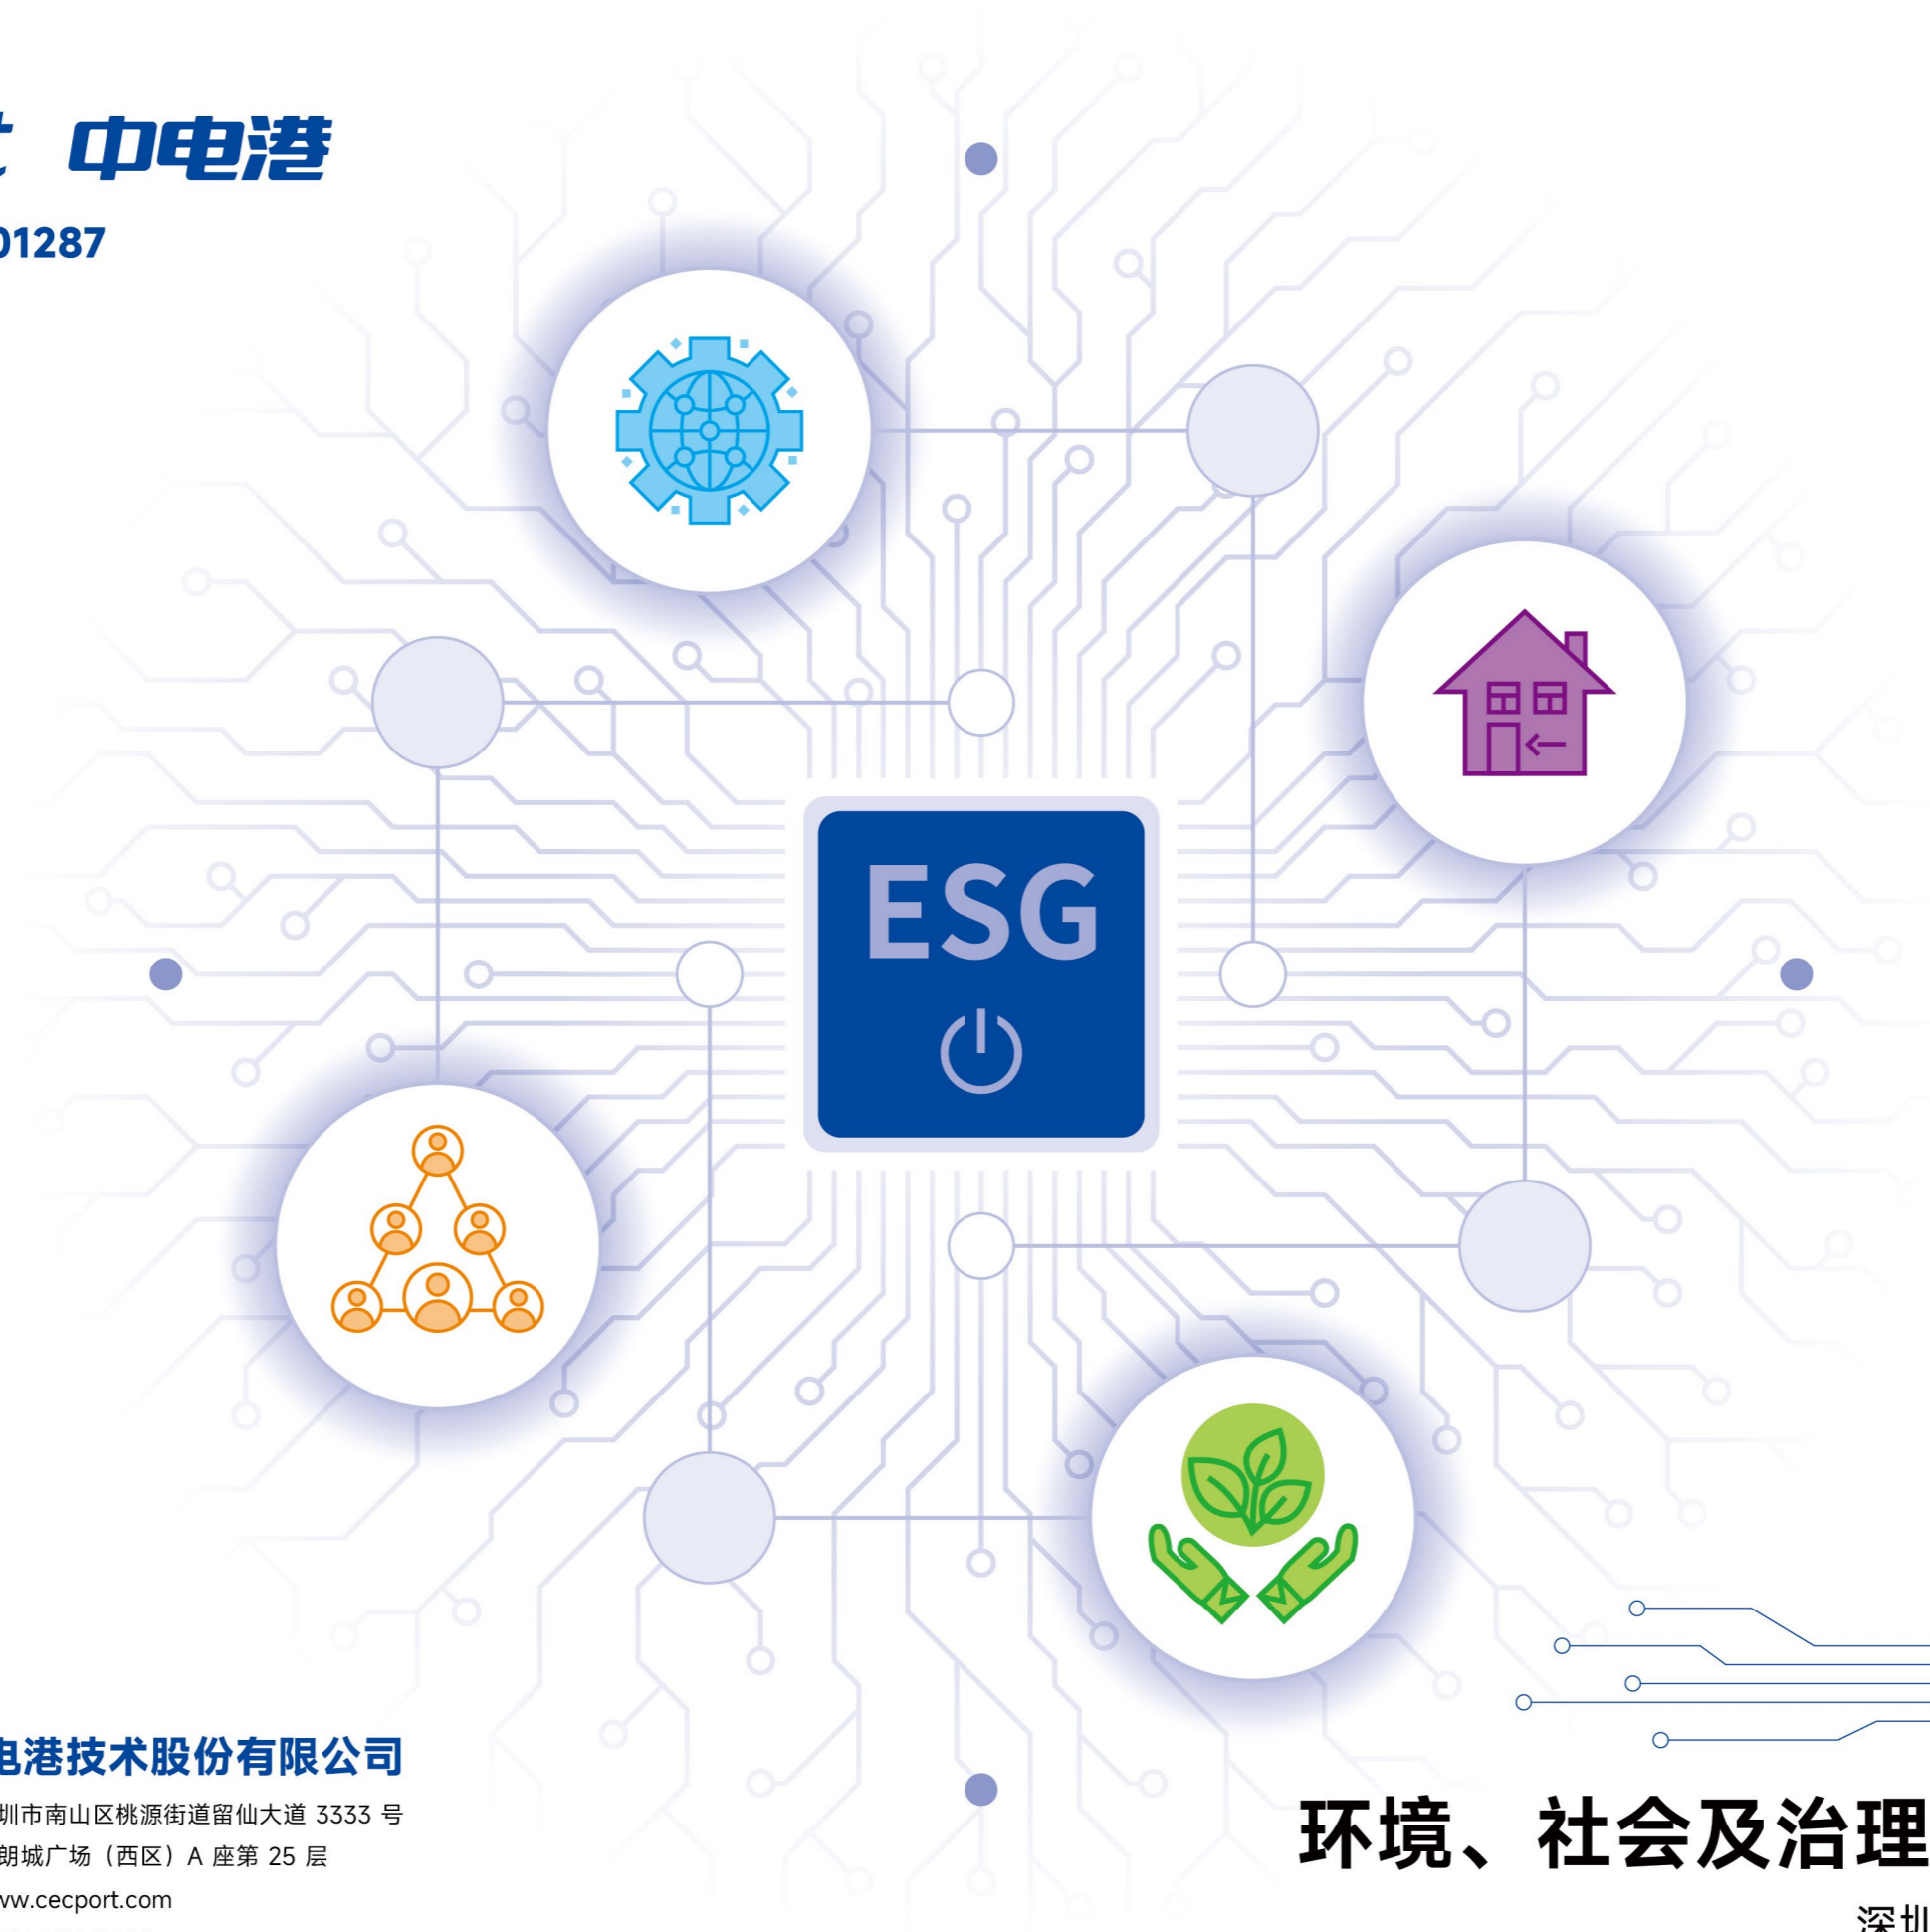 中电港
01287
ESG
电港技术股份有限公司
圳市南山区桃源街道留仙大道 3333 号
朗城广场（西区）A 座第 25 层
ww.cecport.com
环境、社会及治理
深圳